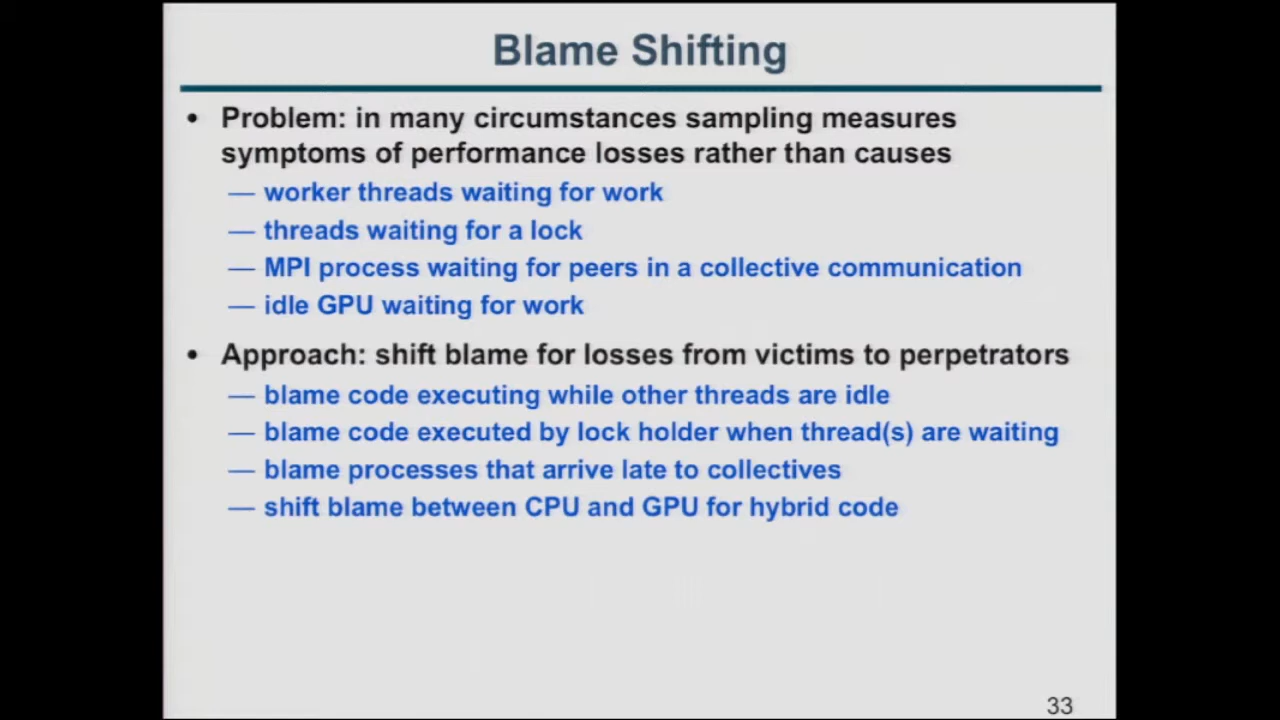 Blame Shifting
• Problem: in many circumstances sampling measures
symptoms of performance losses rather than causes
— worker threads waiting for work
— threads waiting for a lock
— MPI process waiting for peers in a collective communication
— idle GPU waiting for work
• Approach: shift blame for losses from victims to perpetrators
— blame code executing while other threads are idle
— blame code executed by lock holder when thread(s) are waiting
— blame processes that arrive late to collectives
— shift blame between CPU and GPU for hybrid code
33